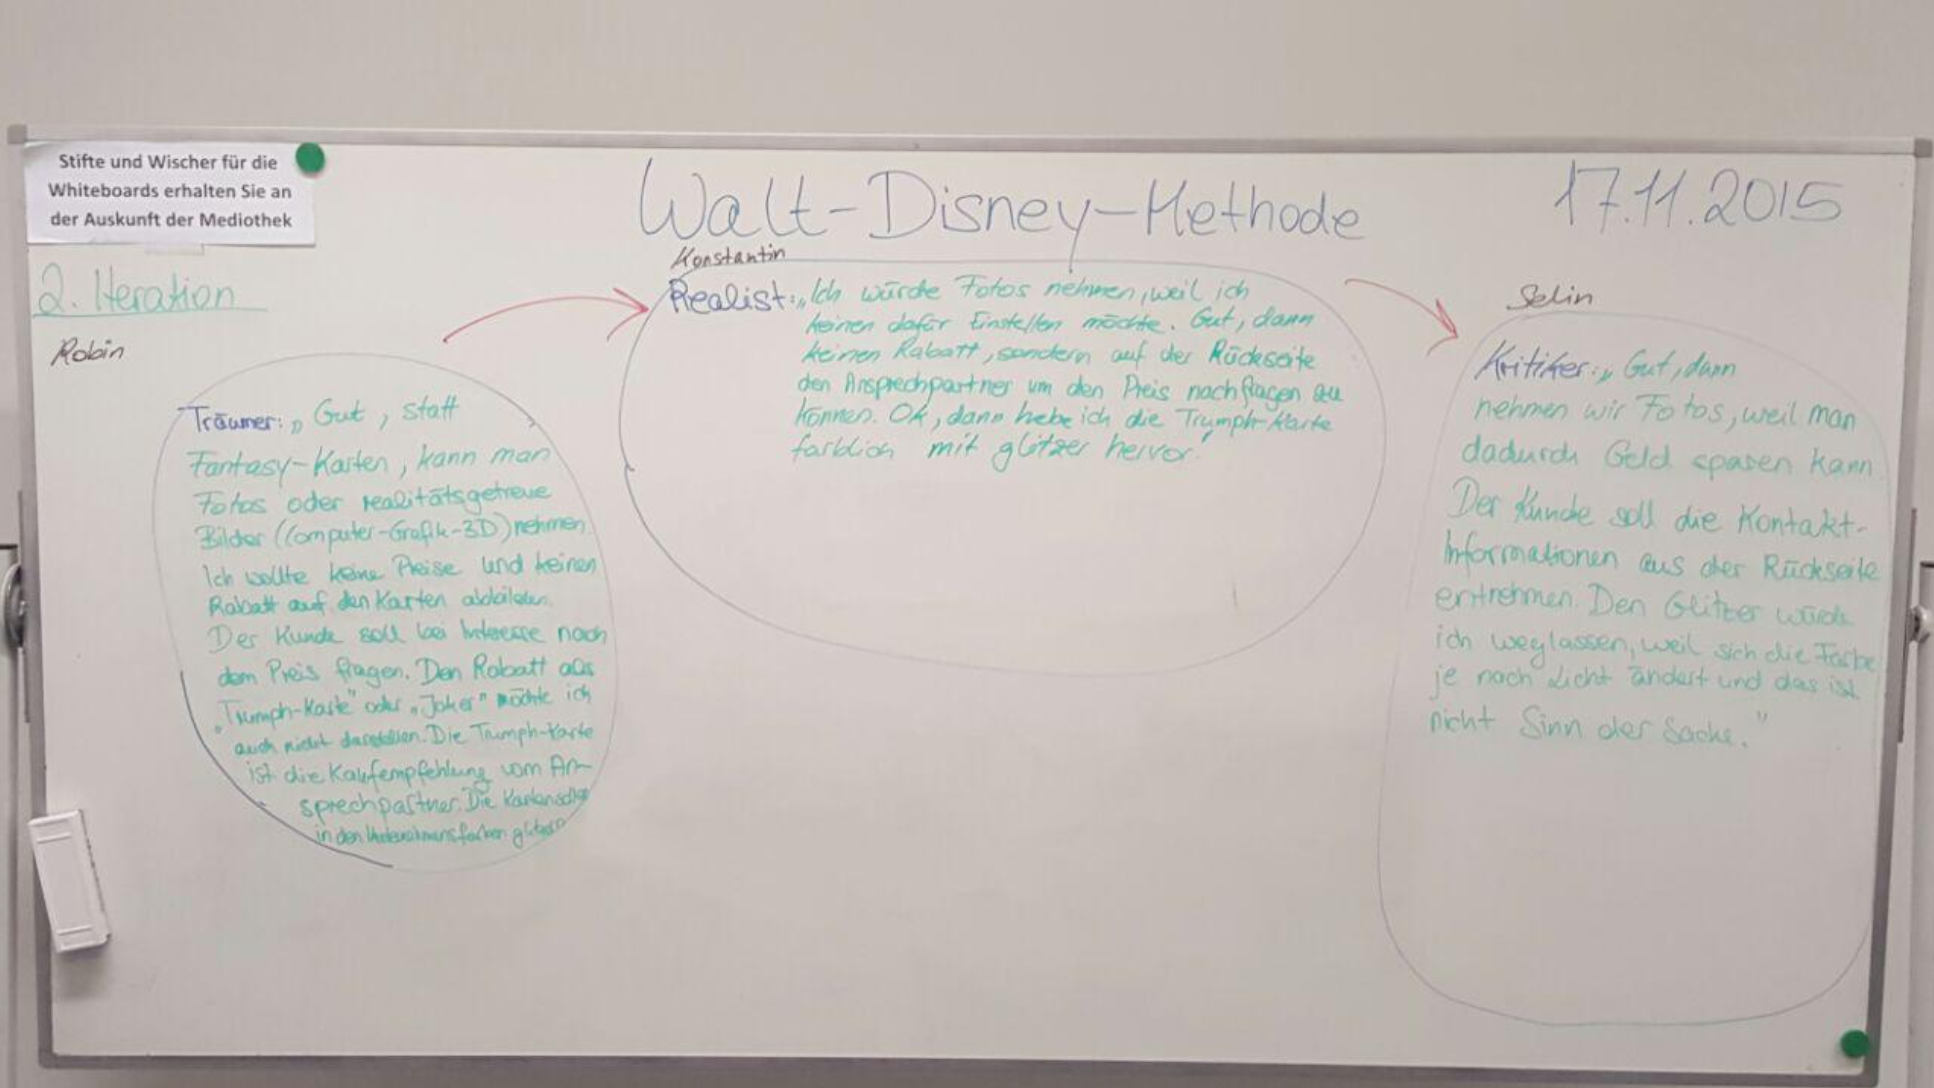 Stifte und Wischer für die
Whiteboards erhalten Sie an
der Auskunft der Mediothek
Walt-Disney-Methode
17.11.2015
2. Iteration
Robin
Träumer: „Gut, statt
Fantasy-Karten, kann man
Fotos oder realitätsgetreue
Bilder (Computer-Grafik-3D) nehmen.
Ich wollte keine Preise und keinen
Rabatt auf den Karten abbilden.
Der Kunde soll bei Interesse nach
dem Preis fragen. Den Rabatt als
„Trumph-Karte" oder „Joker" möchte ich
auch nicht darstellen. Die Trumph-Karte
ist die Kaufempfehlung vom An-
sprechpartner. Die Karten
in den Unternehmensfarben
Konstantin
Realist: „Ich würde Fotos nehmen, weil ich
keinen dafür Einstellen möchte. Gut, dann
keinen Rabatt, sondern auf der Rückseite
den Ansprechpartner um den Preis nachfragen zu
können. Ok, dann hebe ich die Trumph-Karte
farblich mit glitzer hervor."
Selin
Kritiker: „Gut, dann
nehmen wir Fotos, weil man
dadurch Geld sparen kann.
Der Kunde soll die Kontakt-
Informationen aus der Rückseite
entnehmen. Den Glitzer würde
ich weglassen, weil sich die Farbe
je nach Licht ändert und das ist
nicht Sinn der Sache."